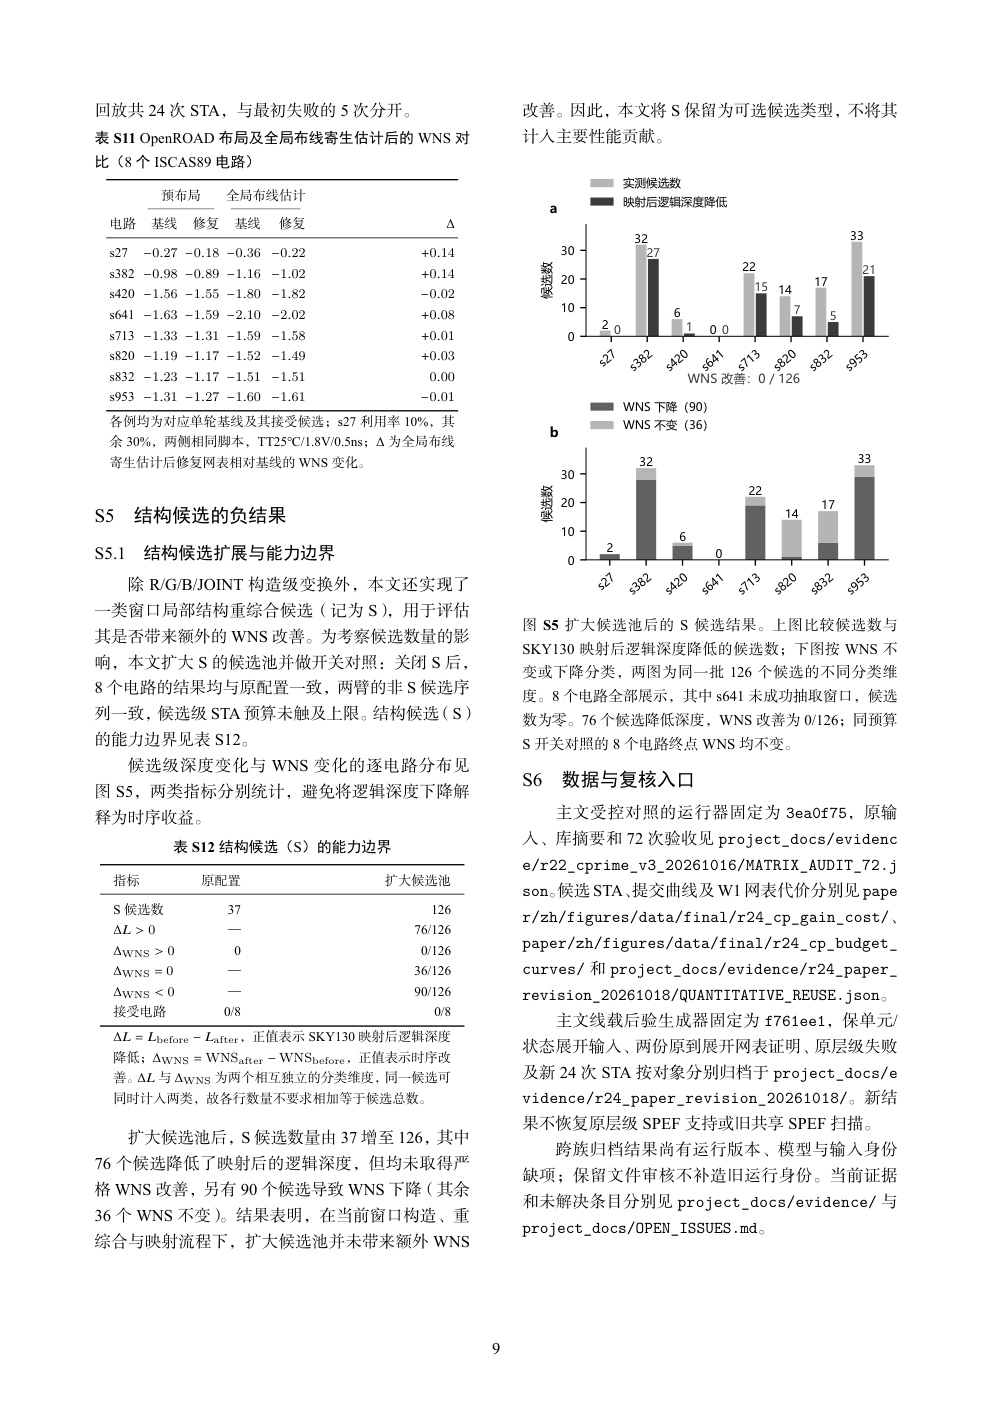 回放共 24 次 STA，与最初失败的 5 次分开。
表 S11 OpenROAD 布局及全局布线寄生估计后的 WNS 对
比（8 个 ISCAS89 电路）
预布局 全局布线估计
电路 基线 修复 基线 修复 Δ
s27 −0.27 −0.18 −0.36 −0.22 +0.14
s382 −0.98 −0.89 −1.16 −1.02 +0.14
s420 −1.56 −1.55 −1.80 −1.82 −0.02
s641 −1.63 −1.59 −2.10 −2.02 +0.08
s713 −1.33 −1.31 −1.59 −1.58 +0.01
s820 −1.19 −1.17 −1.52 −1.49 +0.03
s832 −1.23 −1.17 −1.51 −1.51 0.00
s953 −1.31 −1.27 −1.60 −1.61 −0.01
各例均为对应单轮基线及其接受候选；s27 利用率 10%，其
余 30%，两侧相同脚本，TT25℃/1.8V/0.5ns；Δ 为全局布线
寄生估计后修复网表相对基线的 WNS 变化。
S5 结构候选的负结果
S5.1 结构候选扩展与能力边界
除 R/G/B/JOINT 构造级变换外，本文还实现了
一类窗口局部结构重综合候选（记为 S），用于评估
其是否带来额外的 WNS 改善。为考察候选数量的影
响，本文扩大 S 的候选池并做开关对照：关闭 S 后，
8 个电路的结果均与原配置一致，两臂的非 S 候选序
列一致，候选级 STA 预算未触及上限。结构候选（S）
的能力边界见表 S12。
候选级深度变化与 WNS 变化的逐电路分布见
图 S5，两类指标分别统计，避免将逻辑深度下降解
释为时序收益。
表 S12 结构候选（S）的能力边界
指标 原配置 扩大候选池
S 候选数 37 126
ΔL > 0 — 76/126
ΔWNS > 0 0 0/126
ΔWNS = 0 — 36/126
ΔWNS < 0 — 90/126
接受电路 0/8 0/8
ΔL = Lbefore − Lafter，正值表示 SKY130 映射后逻辑深度
降低；ΔWNS = WNSafter − WNSbefore，正值表示时序改
善。ΔL 与 ΔWNS 为两个相互独立的分类维度，同一候选可
同时计入两类，故各行数量不要求相加等于候选总数。
扩大候选池后，S 候选数量由 37 增至 126，其中
76 个候选降低了映射后的逻辑深度，但均未取得严
格 WNS 改善，另有 90 个候选导致 WNS 下降（其余
36 个 WNS 不变）。结果表明，在当前窗口构造、重
综合与映射流程下，扩大候选池并未带来额外 WNS
改善。因此，本文将 S 保留为可选候选类型，不将其
计入主要性能贡献。
实测候选数
映射后逻辑深度降低
a
候选数
30
20
10
0
2 0 32 27 6 1 0 0 22 15 14 7 17 5 33 21
s27 s382 s420 s641 s713 s820 s832 s953
WNS 改善：0 / 126
WNS 下降（90）
WNS 不变（36）
b
候选数
30
20
10
0
2 32 6 0 22 14 17 33
s27 s382 s420 s641 s713 s820 s832 s953
图 S5 扩大候选池后的 S 候选结果。上图比较候选数与
SKY130 映射后逻辑深度降低的候选数；下图按 WNS 不
变或下降分类，两图为同一批 126 个候选的不同分类维
度。8 个电路全部展示，其中 s641 未成功抽取窗口，候选
数为零。76 个候选降低深度，WNS 改善为 0/126；同预算
S 开关对照的 8 个电路终点 WNS 均不变。
S6 数据与复核入口
主文受控对照的运行器固定为 3ea0f75，原输
入、库摘要和 72 次验收见 project_docs/evidenc
e/r22_cprime_v3_20261016/MATRIX_AUDIT_72.j
son。候选 STA、提交曲线及 W1 网表代价分别见 pape
r/zh/figures/data/final/r24_cp_gain_cost/、
paper/zh/figures/data/final/r24_cp_budget_
curves/ 和 project_docs/evidence/r24_paper_
revision_20261018/QUANTITATIVE_REUSE.json。
主文线载后验生成器固定为 f761ee1，保单元/
状态展开输入、两份原到展开网表证明、原层级失败
及新 24 次 STA 按对象分别归档于 project_docs/e
vidence/r24_paper_revision_20261018/。新结
果不恢复原层级 SPEF 支持或旧共享 SPEF 扫描。
跨族归档结果尚有运行版本、模型与输入身份
缺项；保留文件审核不补造旧运行身份。当前证据
和未解决条目分别见 project_docs/evidence/ 与
project_docs/OPEN_ISSUES.md。
9